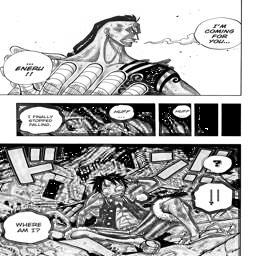 I'M
COMING
FOR
YOU...
...
ENERU
!!
HUFF
HUFF
...
I FINALLY
STOPPED
FALLING.
?
!!
WHERE
AM I?